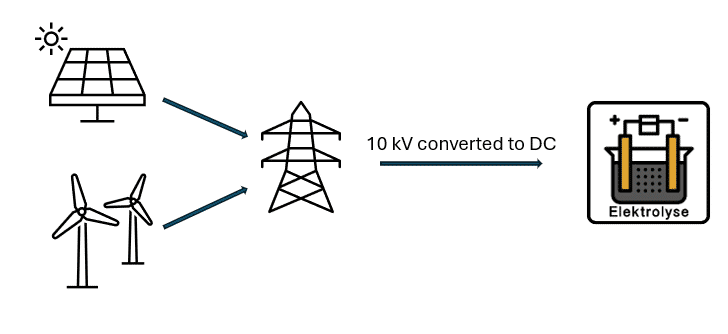 10 kV converted to DC
+ −
Elektrolyse